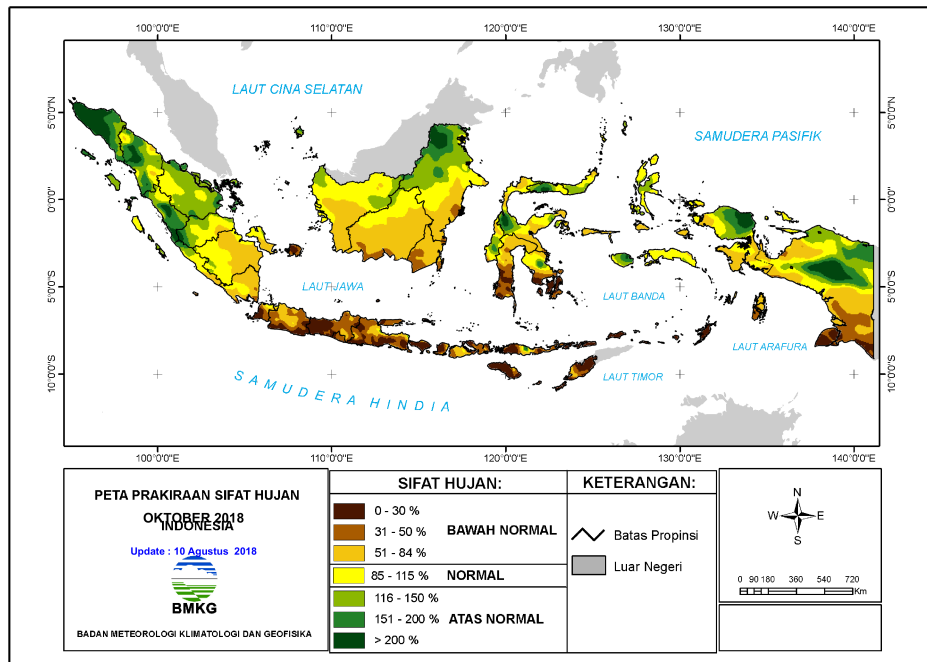 100°0'0"E 110°0'0"E 120°0'0"E 130°0'0"E 140°0'0"E
LAUT CINA SELATAN
SAMUDERA PASIFIK
5°0'0"N 5°0'0"N
0°0'0" 0°0'0"
5°0'0"S 5°0'0"S
10°0'0"S 10°0'0"S
LAUT JAWA
LAUT BANDA
LAUT ARAFURA
LAUT TIMOR
SAMUDERA HINDIA
100°0'0"E 110°0'0"E 120°0'0"E 130°0'0"E 140°0'0"E
PETA PRAKIRAAN SIFAT HUJAN
OKTOBER 2018
INDONESIA
Update : 10 Agustus 2018
BMKG
BADAN METEOROLOGI KLIMATOLOGI DAN GEOFISIKA
SIFAT HUJAN:
0 - 30 %
31 - 50 % BAWAH NORMAL
51 - 84 %
85 - 115 % NORMAL
116 - 150 %
151 - 200 % ATAS NORMAL
> 200 %
KETERANGAN:
Batas Propinsi
Luar Negeri
N
W E
S
0 90 180 360 540 720
Km